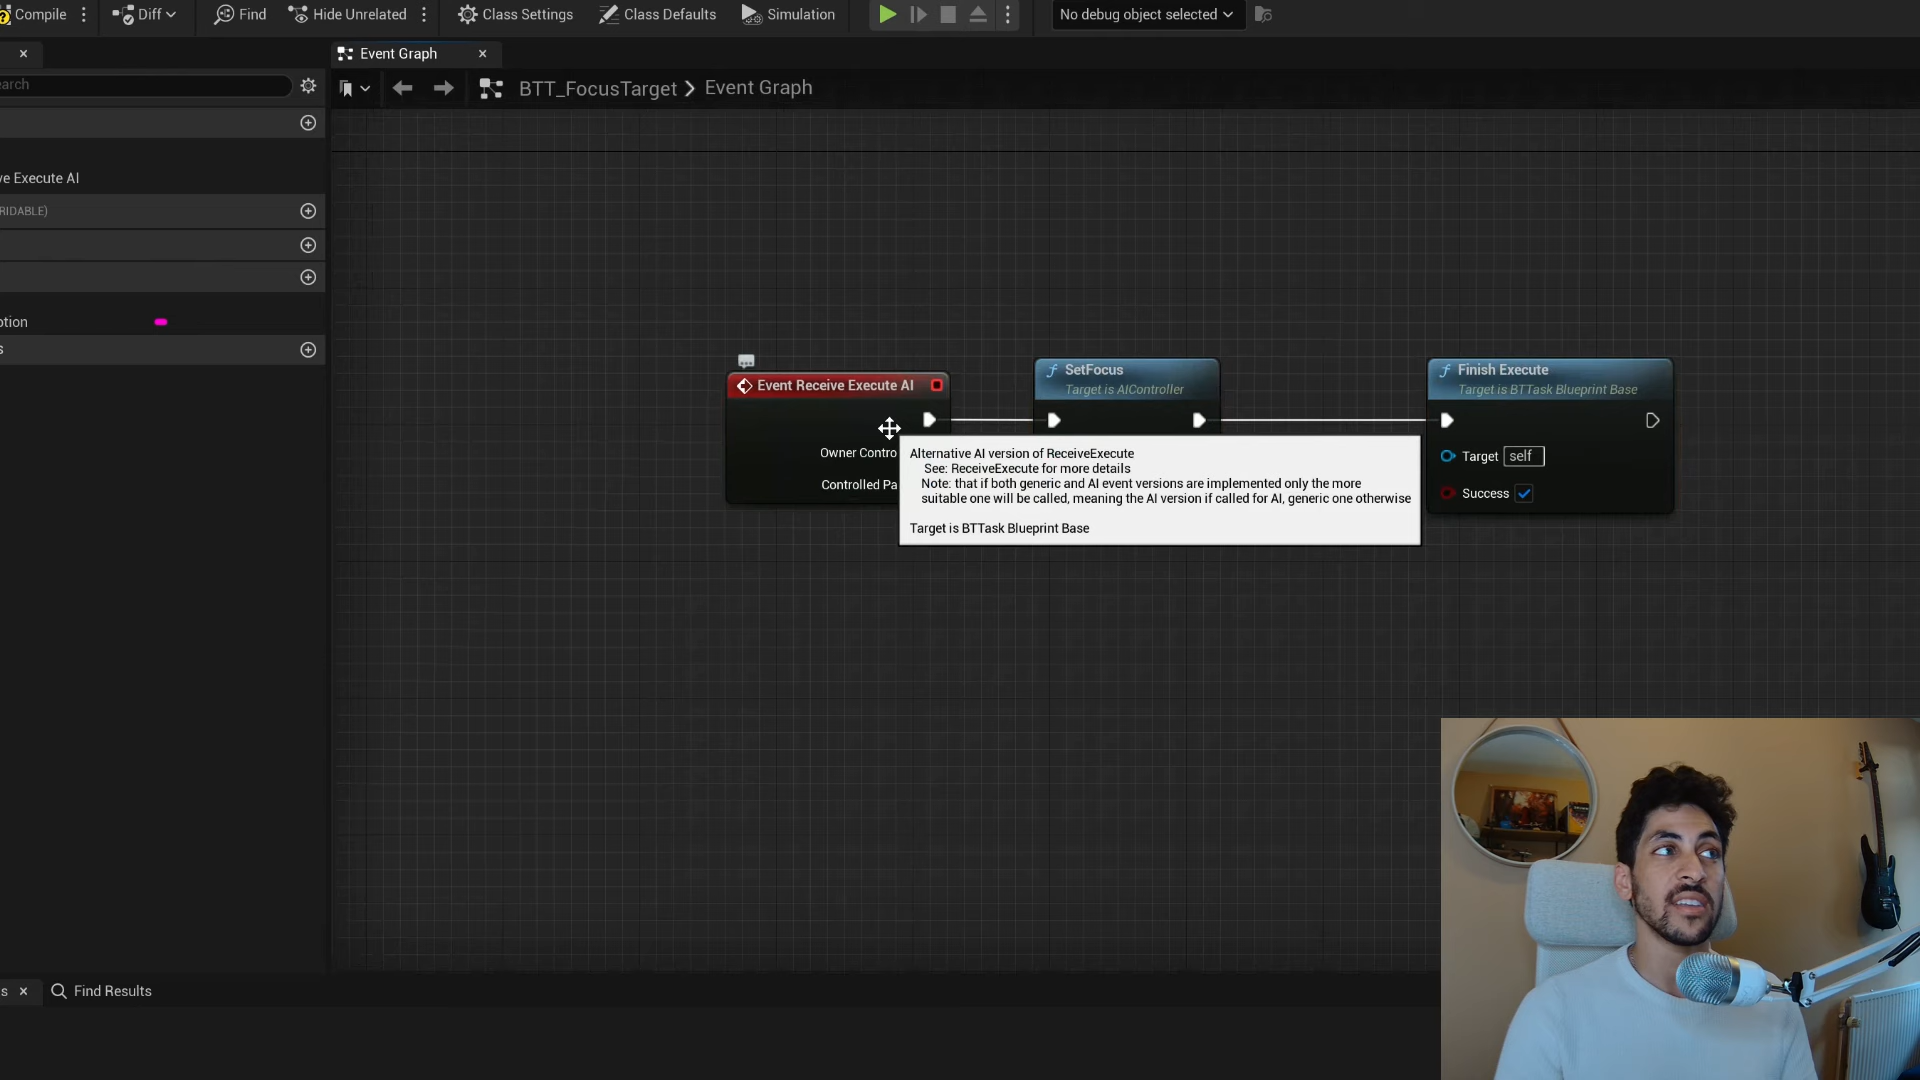 Compile
Diff
Find
Hide Unrelated
Class Settings
Class Defaults
Simulation
No debug object selected
Event Graph
earch
BTT_FocusTarget > Event Graph
ve Execute AI
RIDABLE)
otion
s
Event Receive Execute AI
Owner Contro
Controlled Pa
SetFocus
Target is AIController
Alternative AI version of ReceiveExecute
See: ReceiveExecute for more details
Note: that if both generic and AI event versions are implemented only the more
suitable one will be called, meaning the AI version if called for AI, generic one otherwise
Target is BTTask Blueprint Base
Finish Execute
Target is BTTask Blueprint Base
Target self
Success
s
Find Results